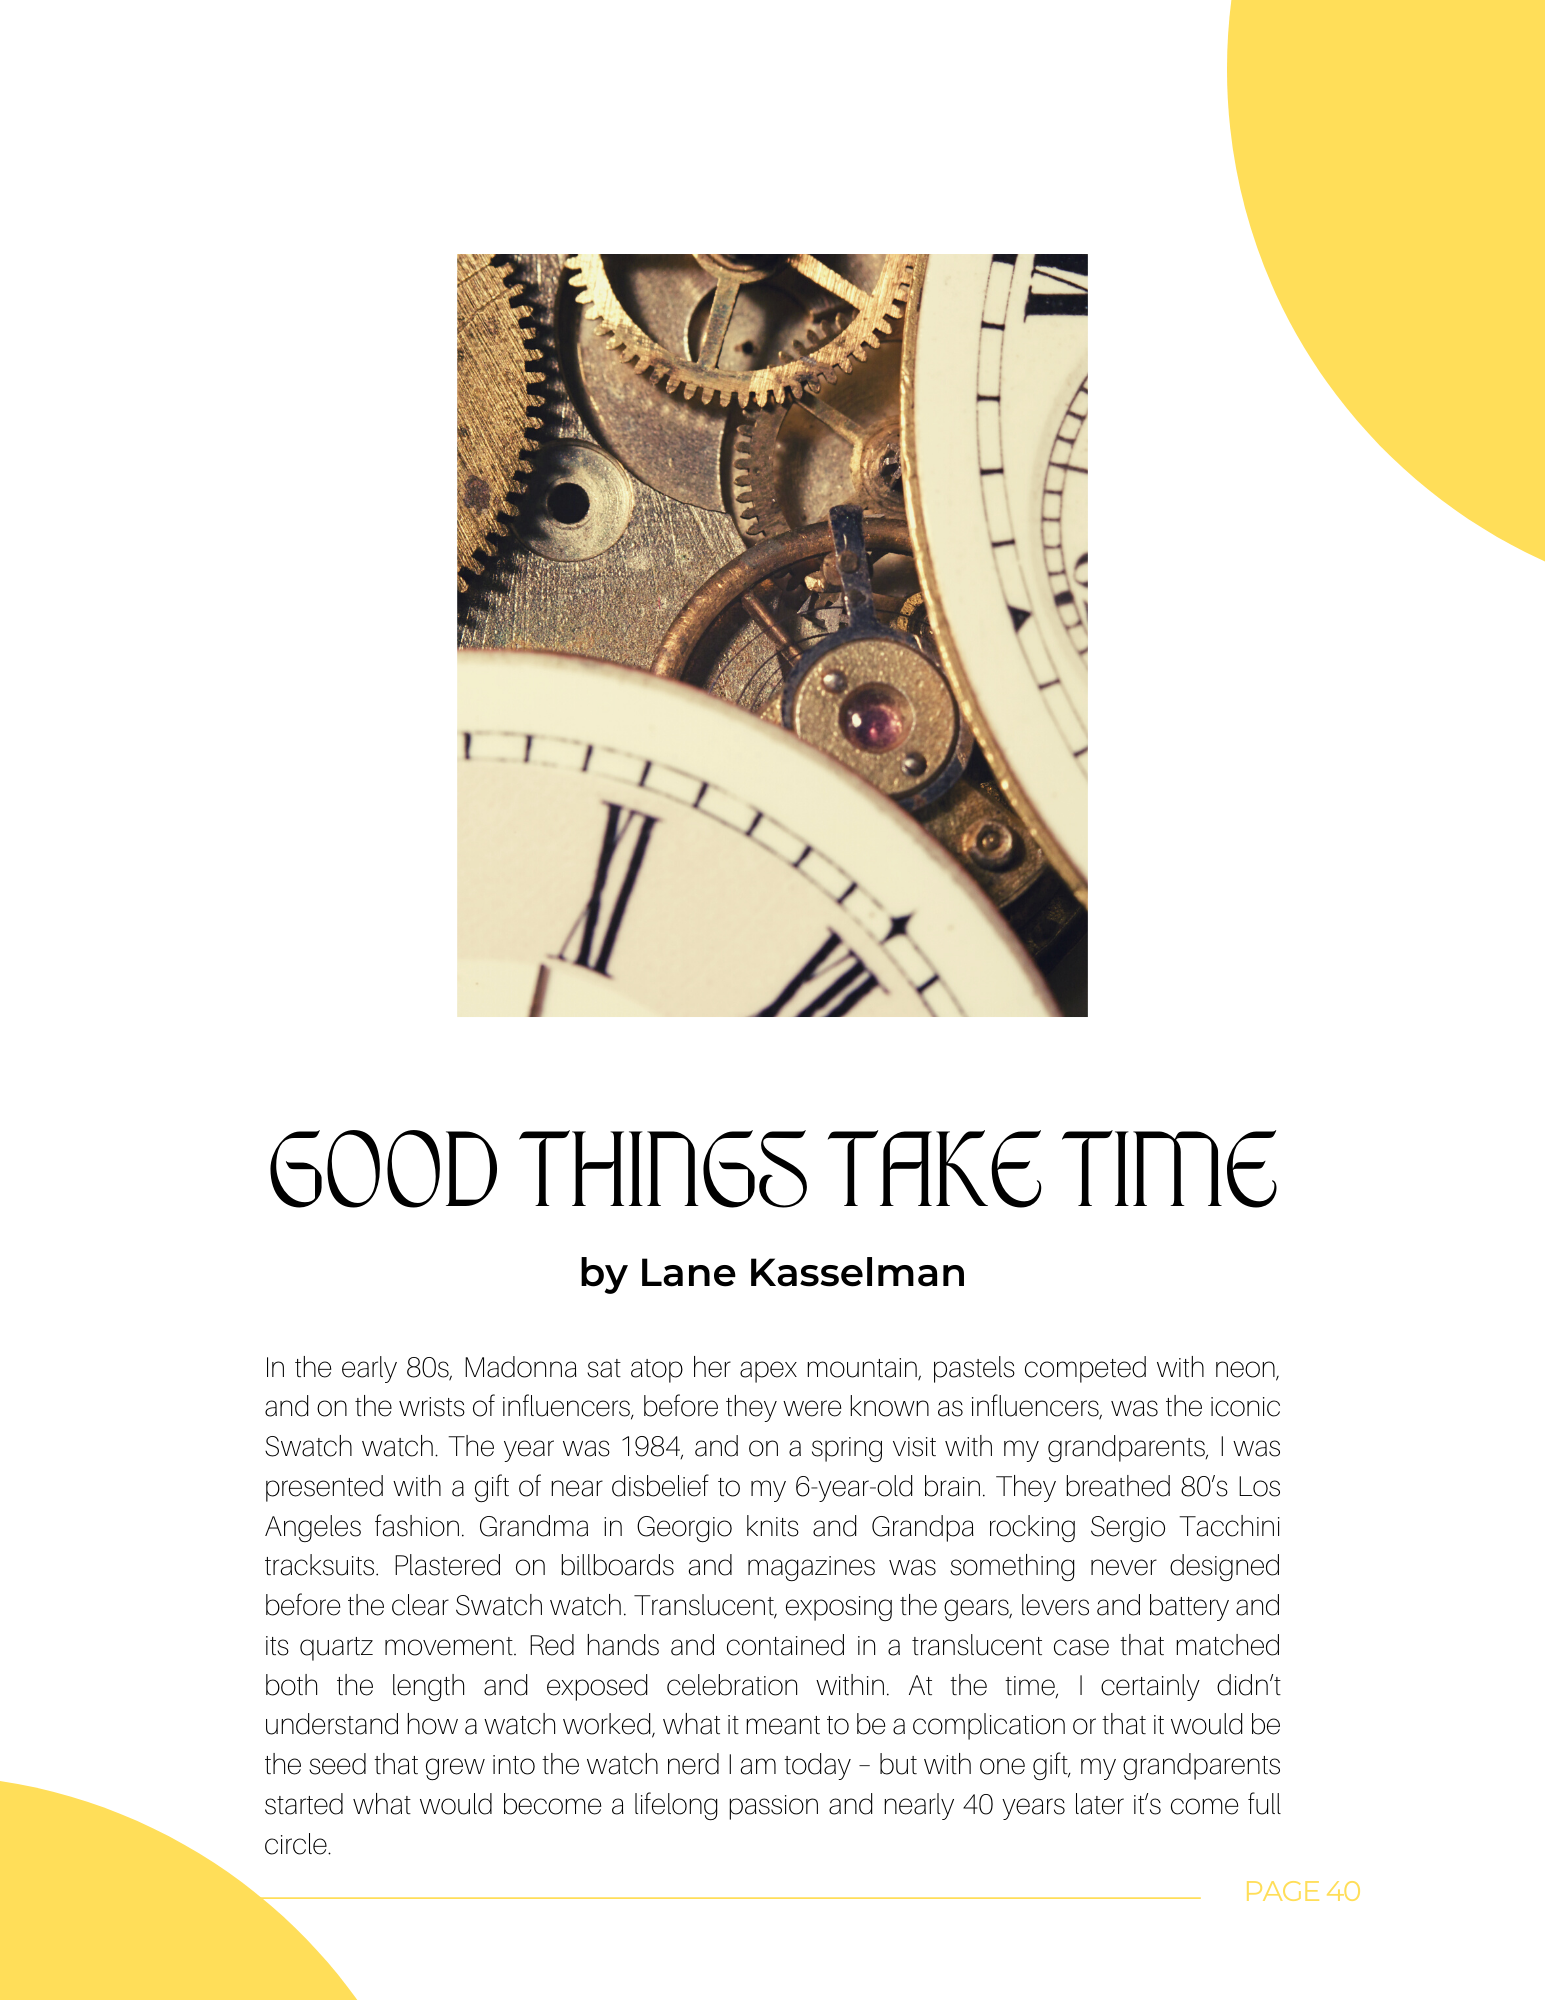 XI
XII
GOOD THINGS TAKE TIME
by Lane Kasselman
In the early 80s, Madonna sat atop her apex mountain, pastels competed with neon,
and on the wrists of influencers, before they were known as influencers, was the iconic
Swatch watch. The year was 1984, and on a spring visit with my grandparents, I was
presented with a gift of near disbelief to my 6-year-old brain. They breathed 80’s Los
Angeles fashion. Grandma in Georgio knits and Grandpa rocking Sergio Tacchini
tracksuits. Plastered on billboards and magazines was something never designed
before the clear Swatch watch. Translucent, exposing the gears, levers and battery and
its quartz movement. Red hands and contained in a translucent case that matched
both the length and exposed celebration within. At the time, I certainly didn’t
understand how a watch worked, what it meant to be a complication or that it would be
the seed that grew into the watch nerd I am today – but with one gift, my grandparents
started what would become a lifelong passion and nearly 40 years later it’s come full
circle.
PAGE 40